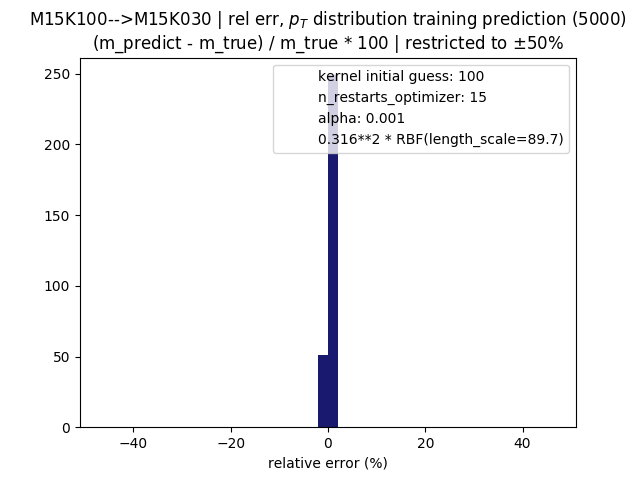 M15K100-->M15K030 | rel err, p_T distribution training prediction (5000)
(m_predict - m_true) / m_true * 100 | restricted to ±50%
kernel initial guess: 100
n_restarts_optimizer: 15
alpha: 0.001
0.316**2 * RBF(length_scale=89.7)
250
200
150
100
50
0
−40 −20 0 20 40
relative error (%)